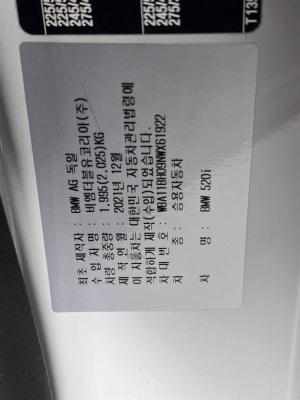 최초 제작자 : BMW AG 독일
수 입 자 명 : 비엠더블유코리아(주)
차량 총중량 : 1,995(2,025)KG
제 작 연 월 : 2021년 12월
이 자동차는 대한민국 자동차관리법령에
적합하게 제작(수입)되었습니다.
차 대 번 호 : WBA11BH09NWX61922
차 종 : 승용자동차
차 명 : BMW 520i